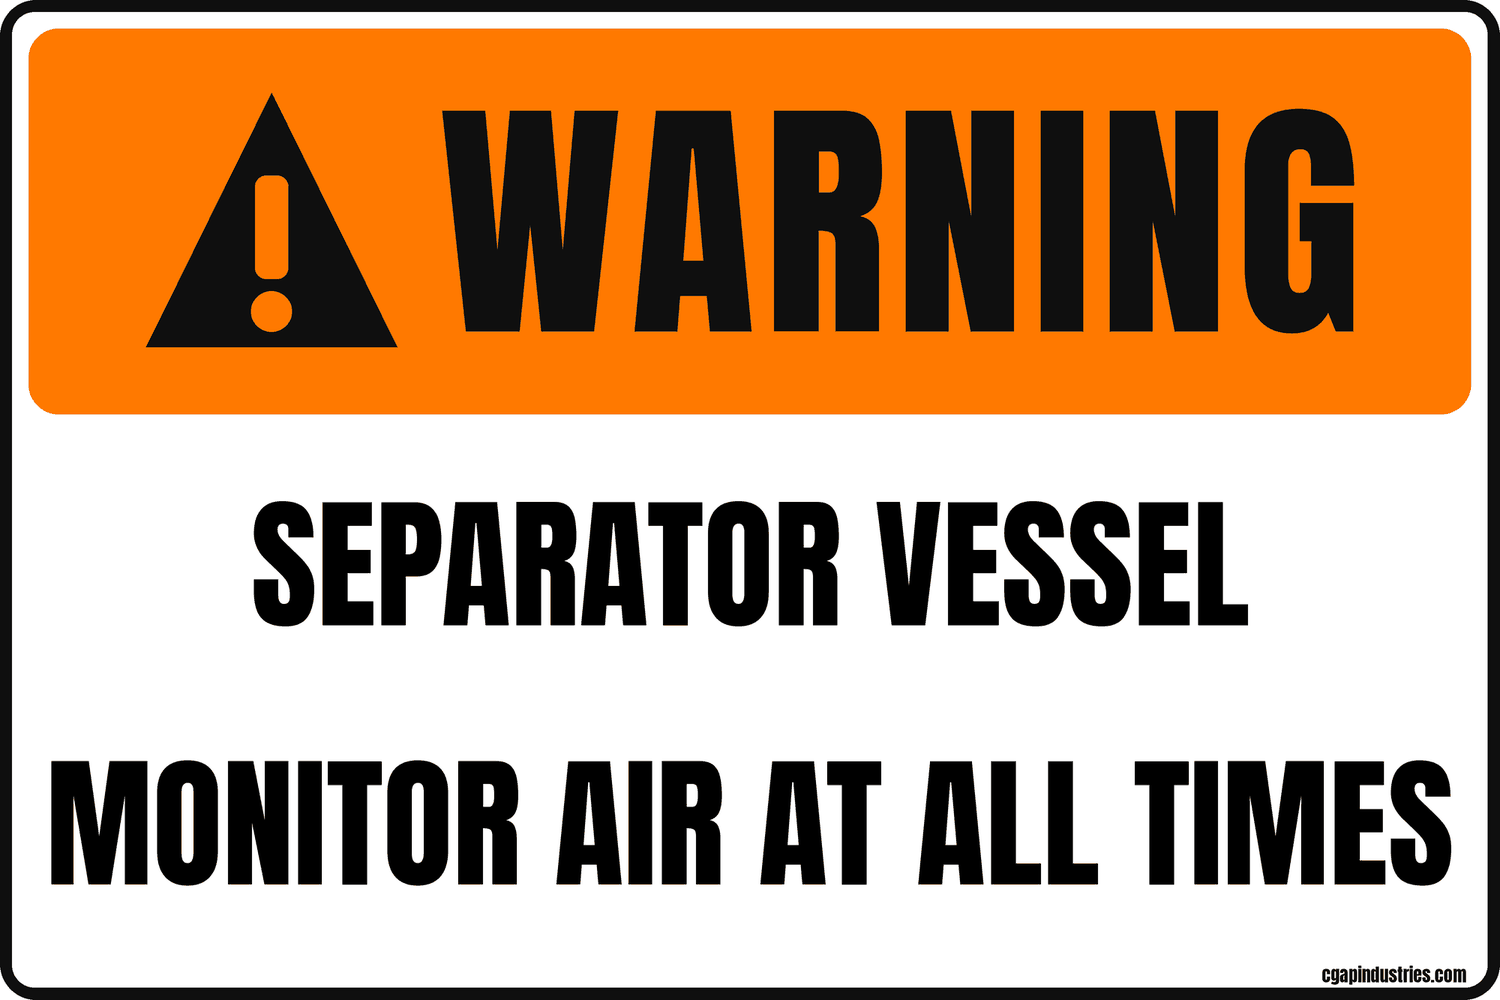 WARNING
SEPARATOR VESSEL
MONITOR AIR AT ALL TIMES
cgapindustries.com